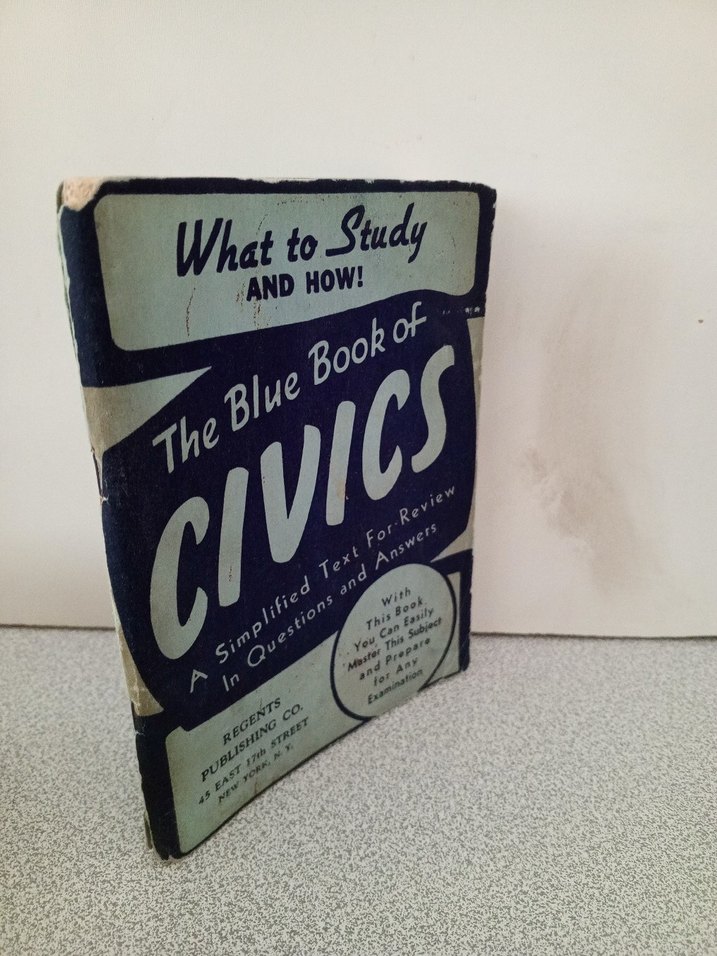 What to Study
AND HOW!
The Blue Book of
CIVICS
A Simplified Text For Review
In Questions and Answers
With
This Book
You Can Easily
Master This Subject
and Prepare
for Any
Examination
REGENTS
PUBLISHING CO.
45 EAST 17th STREET
NEW YORK, N. Y.